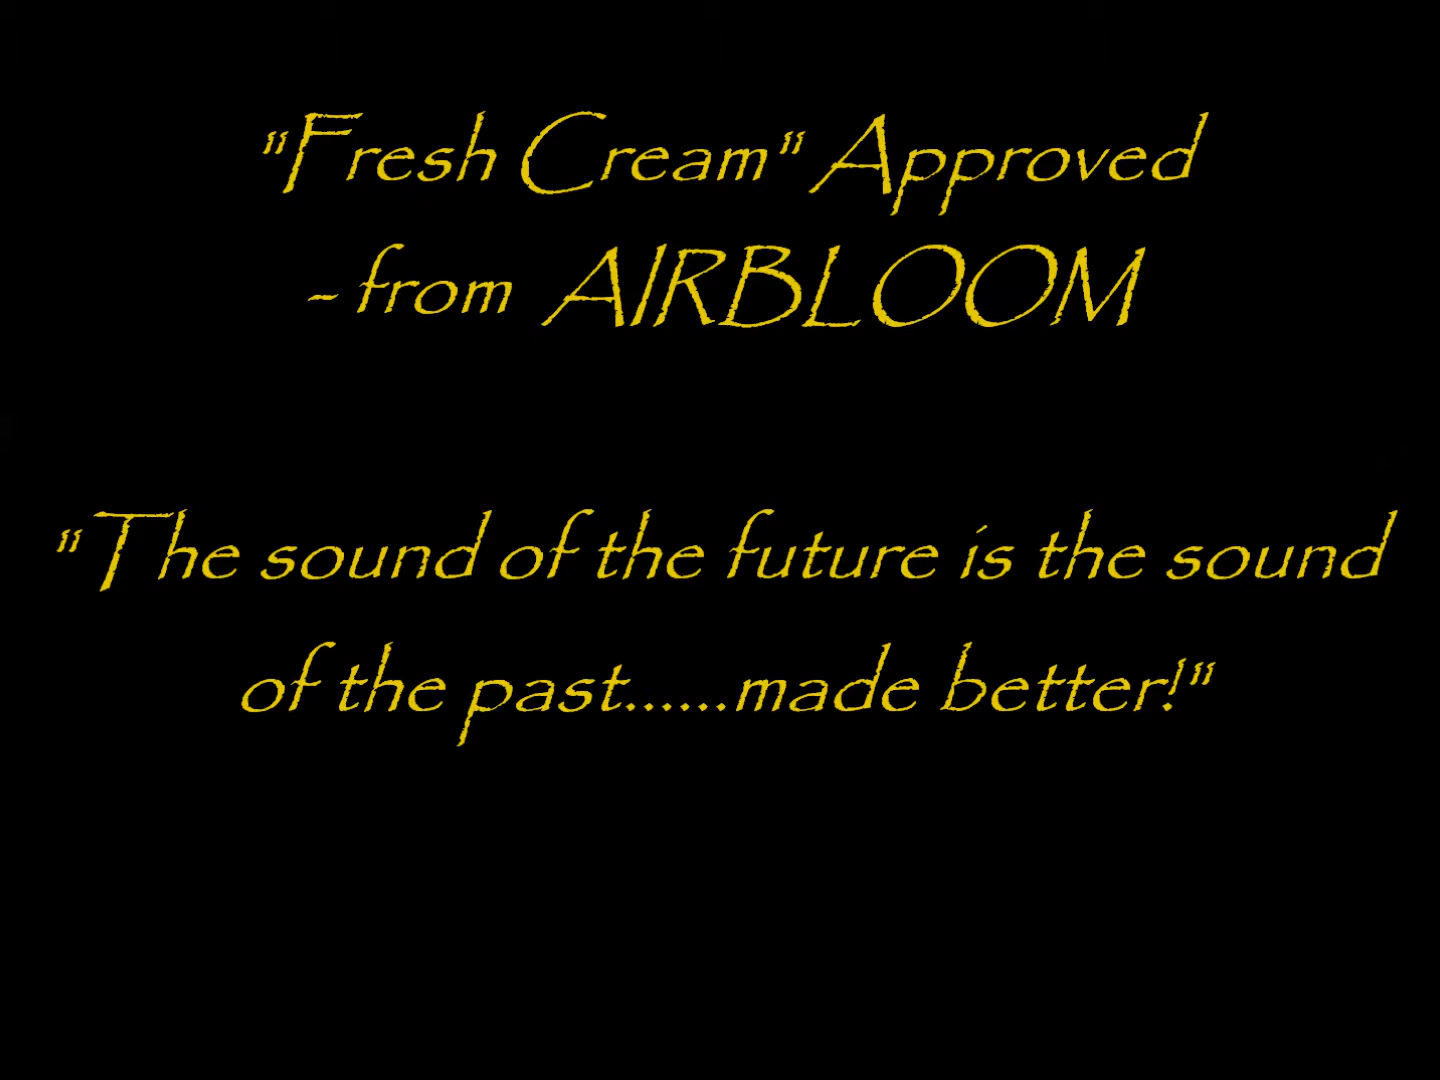 "Fresh Cream" Approved
- from AIRBLOOM
"The sound of the future is the sound
of the past......made better!"